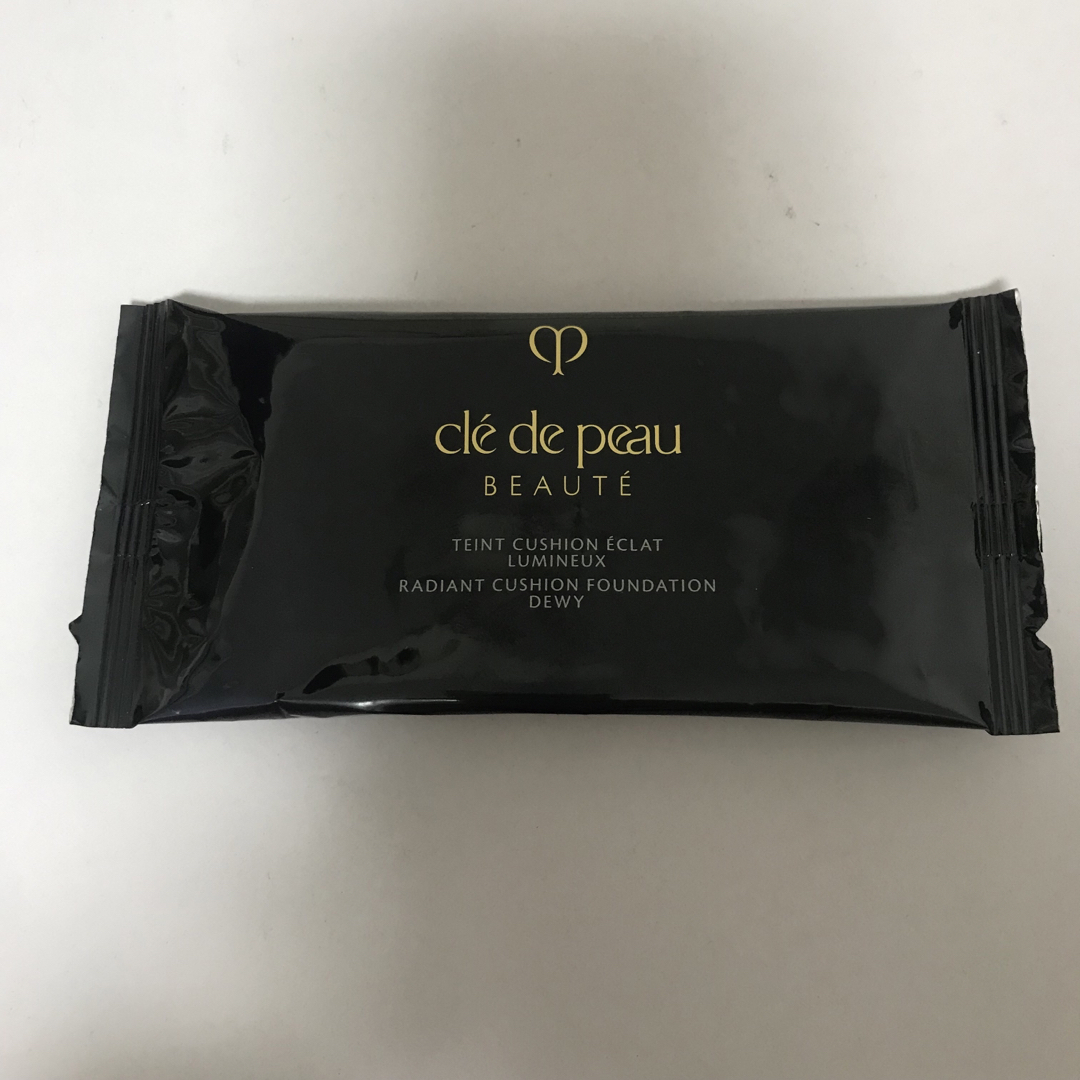 clé de peau
BEAUTÉ
TEINT CUSHION ÉCLAT
LUMINEUX
RADIANT CUSHION FOUNDATION
DEWY